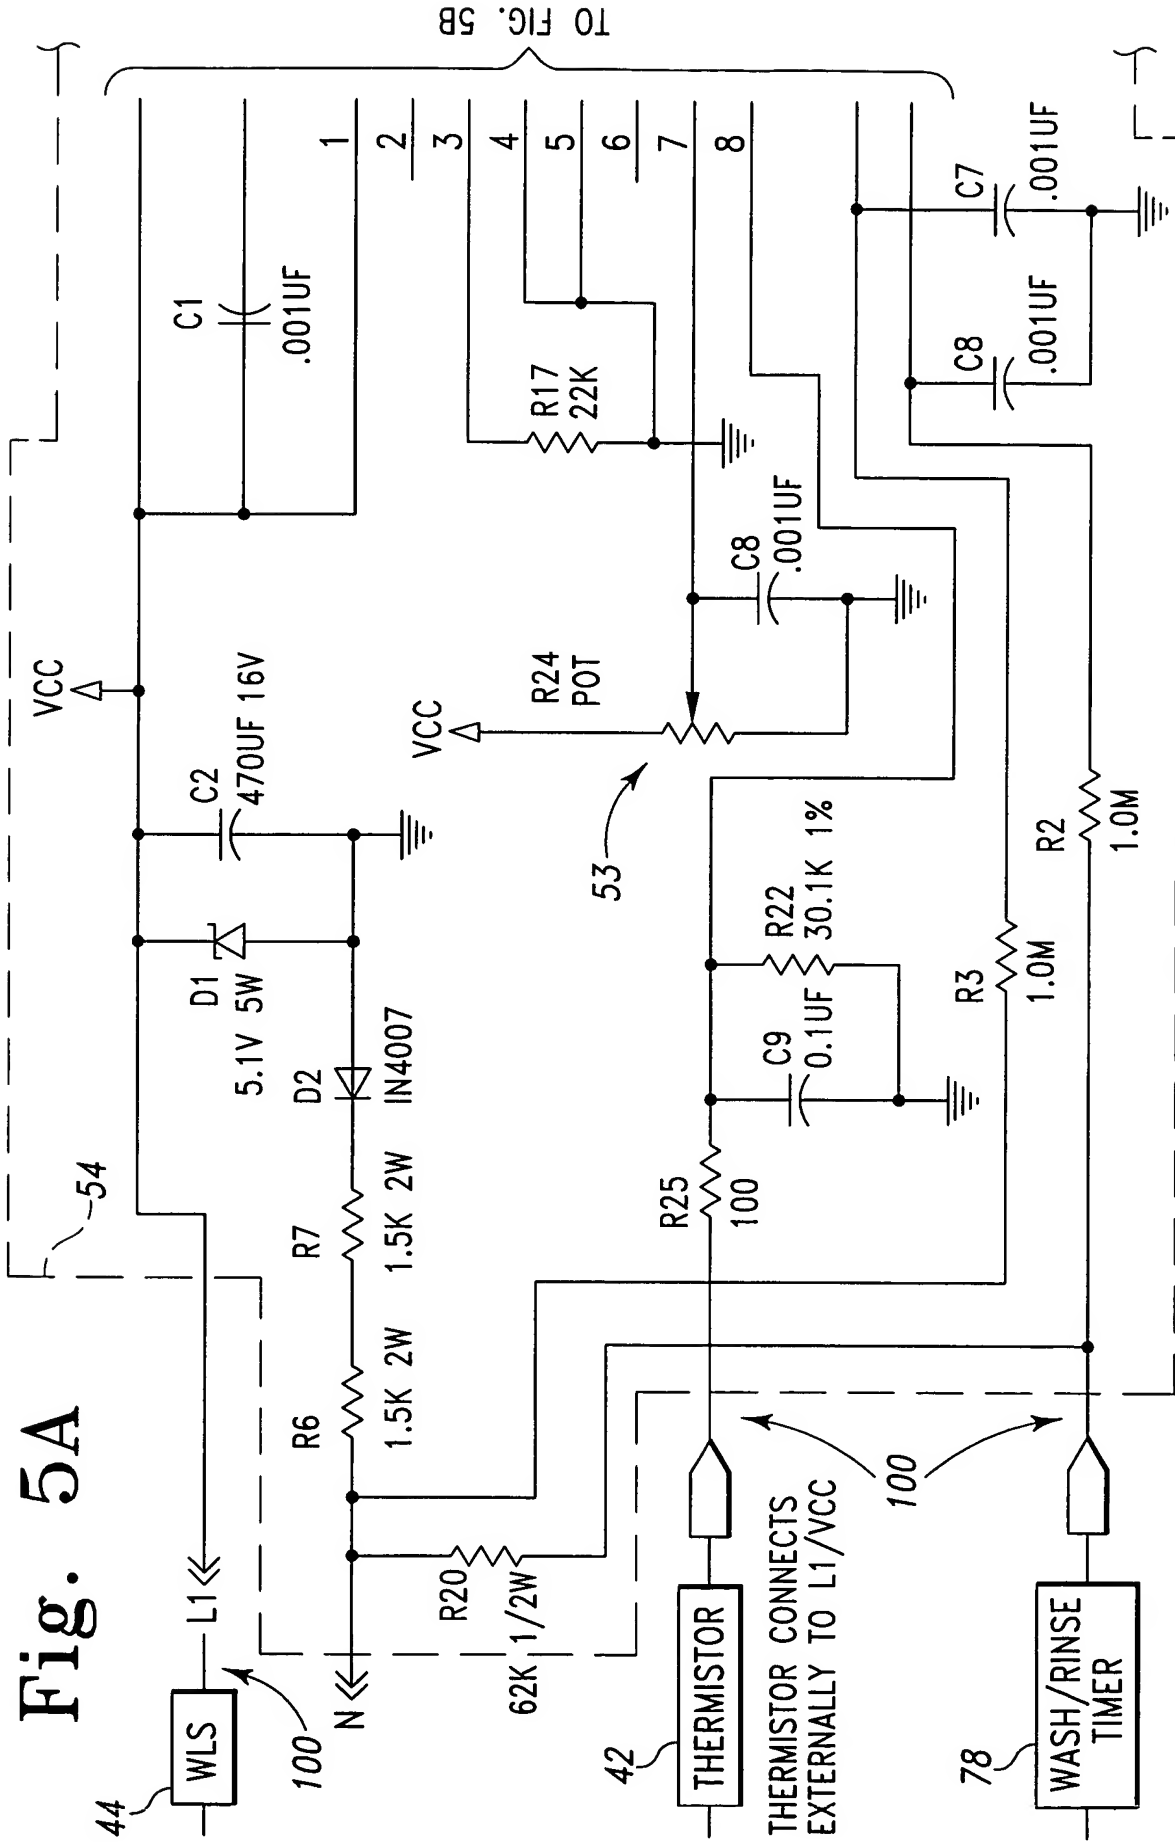 Fig. 5A
44
WLS
L1
100
54
N
R6
1.5K 2W
R7
1.5K 2W
D2
IN4007
D1
5.1V 5W
C2
470UF 16V
VCC
C1
.001UF
TO FIG. 5B
1
2
3
4
5
6
7
8
R20
62K 1/2W
R17
22K
VCC
R24
POT
53
C8
.001UF
42
THERMISTOR
THERMISTOR CONNECTS
EXTERNALLY TO L1/VCC
R25
100
C9
0.1UF
R22
30.1K 1%
100
R3
1.0M
C8
.001UF
C7
.001UF
78
WASH/RINSE
TIMER
R2
1.0M